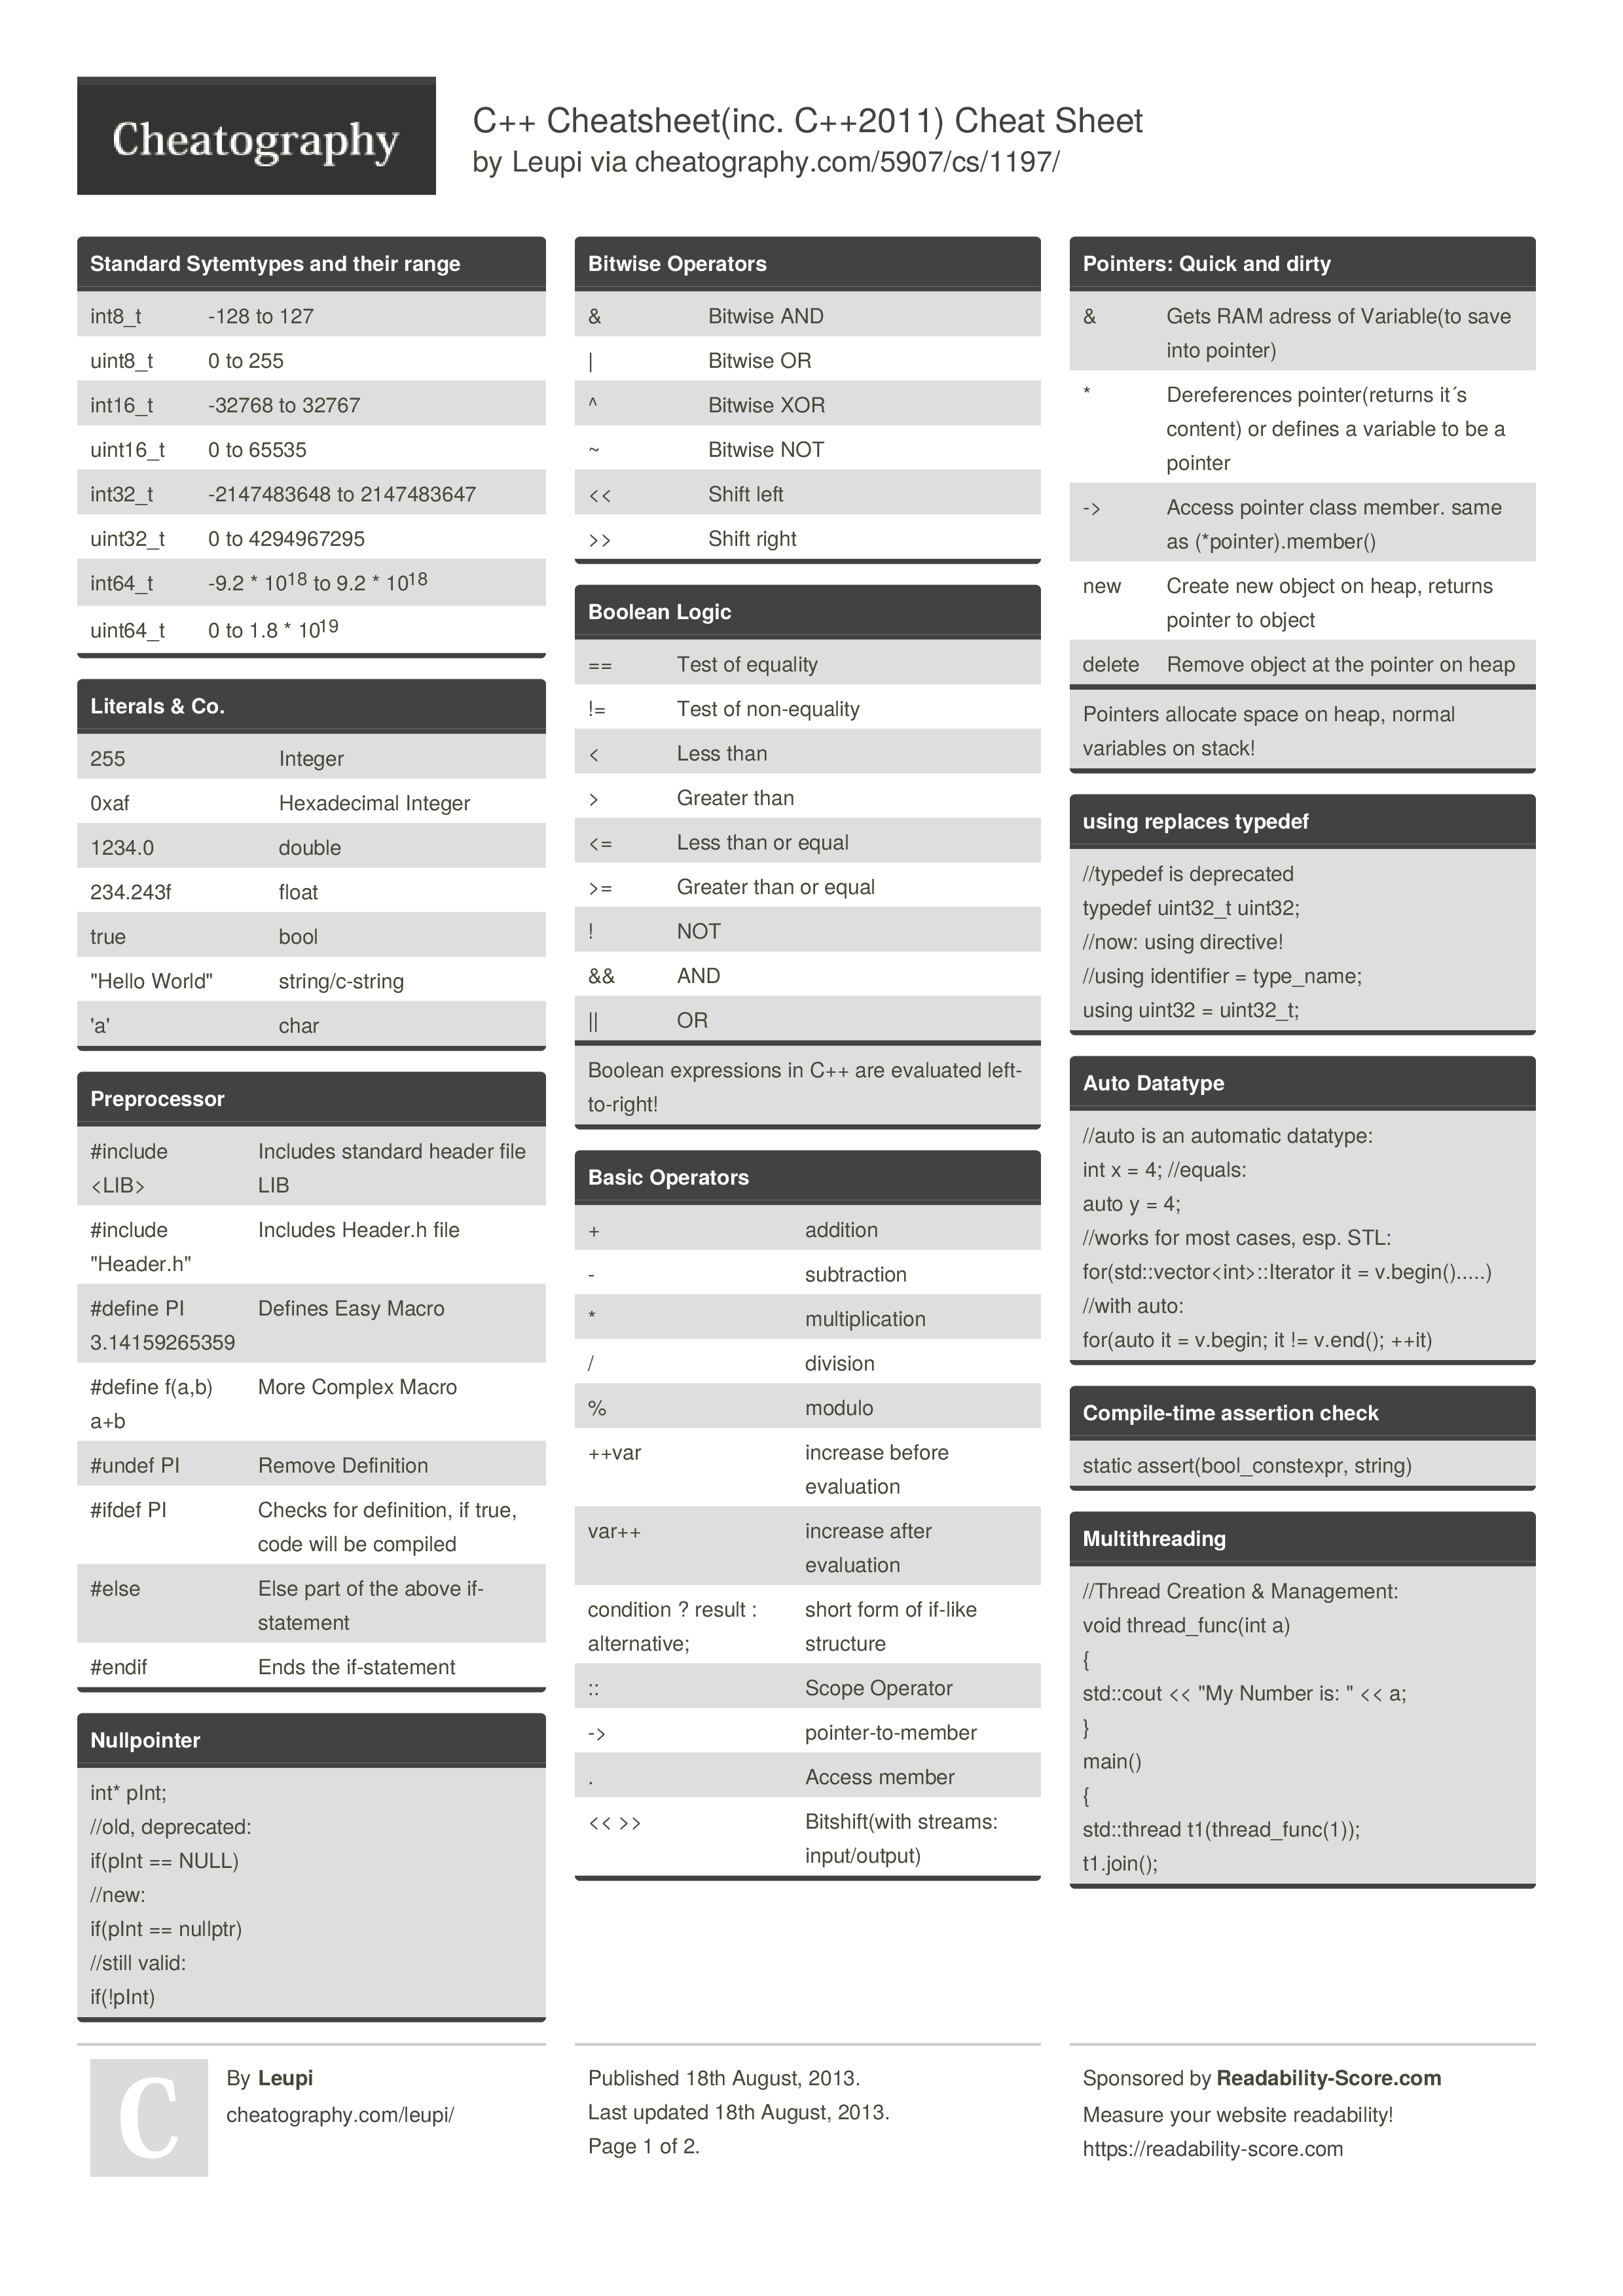 Cheatography
C++ Cheatsheet(inc. C++2011) Cheat Sheet
by Leupi via cheatography.com/5907/cs/1197/
Standard Sytemtypes and their range
int8_t -128 to 127
uint8_t 0 to 255
int16_t -32768 to 32767
uint16_t 0 to 65535
int32_t -2147483648 to 2147483647
uint32_t 0 to 4294967295
int64_t -9.2 * 10^18 to 9.2 * 10^18
uint64_t 0 to 1.8 * 10^19
Literals & Co.
255 Integer
0xaf Hexadecimal Integer
1234.0 double
234.243f float
true bool
"Hello World" string/c-string
'a' char
Preprocessor
#include Includes standard header file
<LIB> LIB
#include Includes Header.h file
"Header.h"
#define PI Defines Easy Macro
3.14159265359
#define f(a,b) More Complex Macro
a+b
#undef PI Remove Definition
#ifdef PI Checks for definition, if true,
code will be compiled
#else Else part of the above if-
statement
#endif Ends the if-statement
Nullpointer
int* pInt;
//old, deprecated:
if(pInt == NULL)
//new:
if(pInt == nullptr)
//still valid:
if(!pInt)
Bitwise Operators
& Bitwise AND
| Bitwise OR
^ Bitwise XOR
~ Bitwise NOT
<< Shift left
>> Shift right
Boolean Logic
== Test of equality
!= Test of non-equality
< Less than
> Greater than
<= Less than or equal
>= Greater than or equal
! NOT
&& AND
|| OR
Boolean expressions in C++ are evaluated left-
to-right!
Basic Operators
+ addition
- subtraction
* multiplication
/ division
% modulo
++var increase before
evaluation
var++ increase after
evaluation
condition ? result : short form of if-like
alternative; structure
:: Scope Operator
-> pointer-to-member
. Access member
<< >> Bitshift(with streams:
input/output)
Pointers: Quick and dirty
& Gets RAM adress of Variable(to save
into pointer)
* Dereferences pointer(returns it´s
content) or defines a variable to be a
pointer
-> Access pointer class member. same
as (*pointer).member()
new Create new object on heap, returns
pointer to object
delete Remove object at the pointer on heap
Pointers allocate space on heap, normal
variables on stack!
using replaces typedef
//typedef is deprecated
typedef uint32_t uint32;
//now: using directive!
//using identifier = type_name;
using uint32 = uint32_t;
Auto Datatype
//auto is an automatic datatype:
int x = 4; //equals:
auto y = 4;
//works for most cases, esp. STL:
for(std::vector<int>::Iterator it = v.begin().....)
//with auto:
for(auto it = v.begin; it != v.end(); ++it)
Compile-time assertion check
static assert(bool_constexpr, string)
Multithreading
//Thread Creation & Management:
void thread_func(int a)
{
std::cout << "My Number is: " << a;
}
main()
{
std::thread t1(thread_func(1));
t1.join();
C
By Leupi
cheatography.com/leupi/
Published 18th August, 2013.
Last updated 18th August, 2013.
Page 1 of 2.
Sponsored by Readability-Score.com
Measure your website readability!
https://readability-score.com